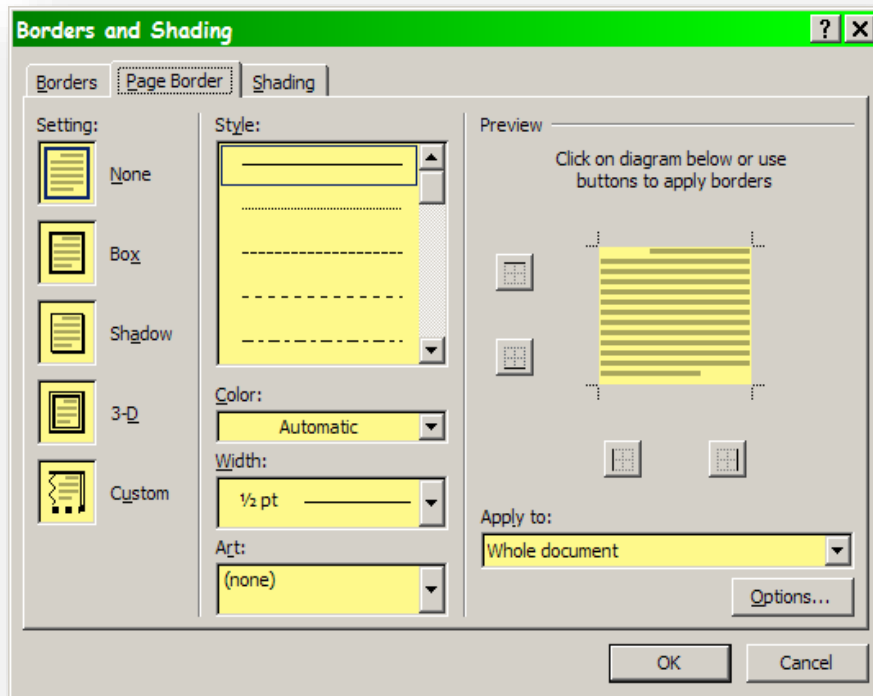 Borders and Shading
Borders
Page Border
Shading
Setting:
None
Box
Shadow
3-D
Custom
Style:
Color:
Automatic
Width:
½ pt
Art:
(none)
Preview
Click on diagram below or use
buttons to apply borders
Apply to:
Whole document
Options...
OK
Cancel